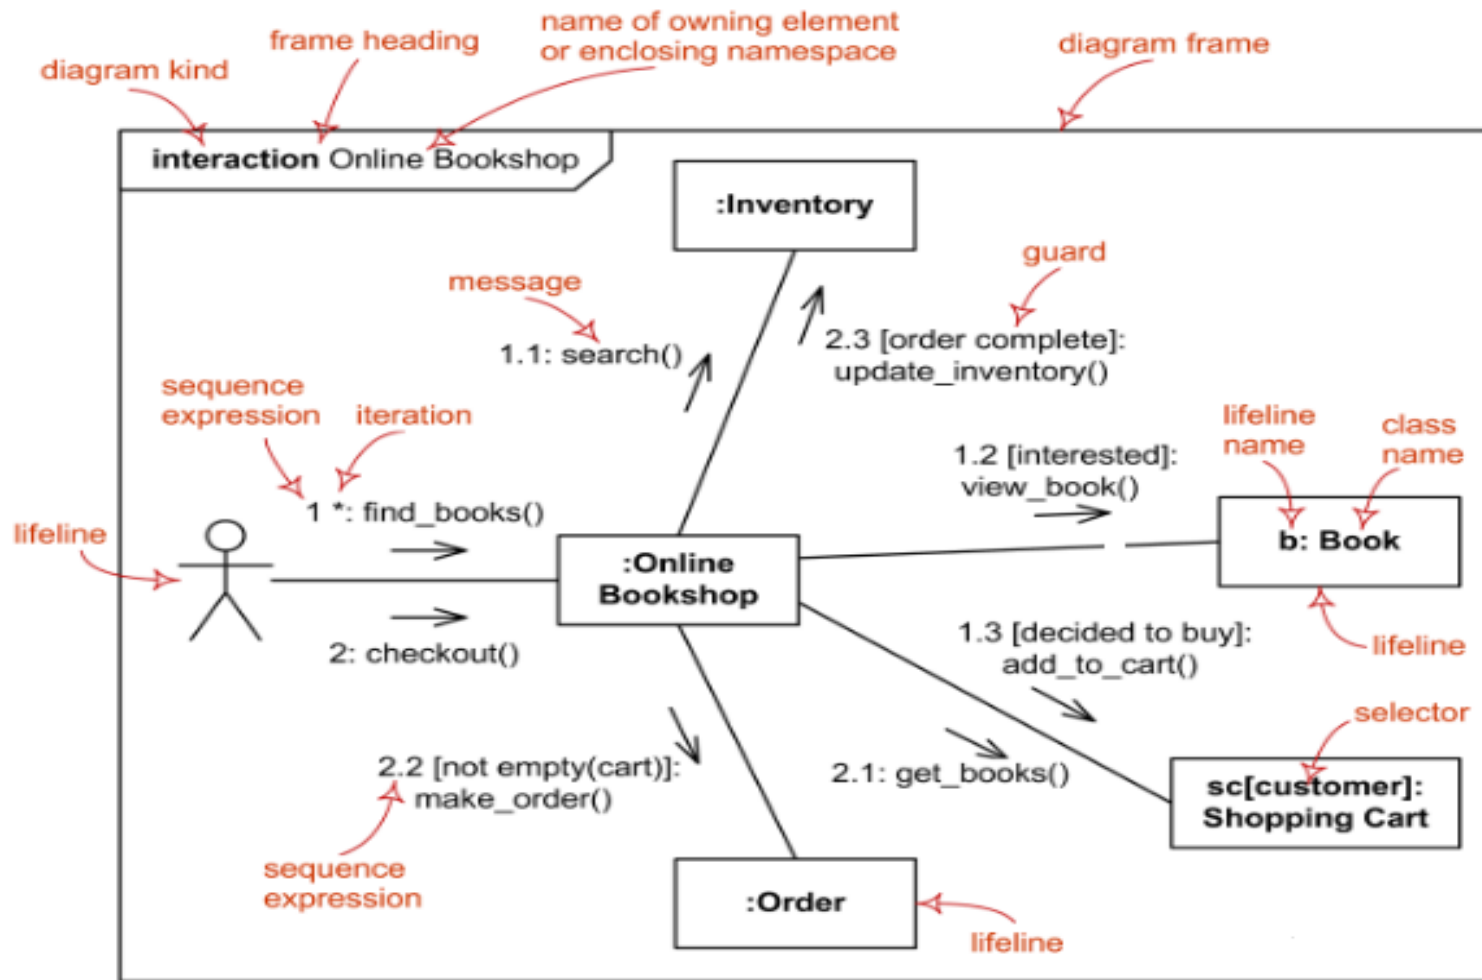 name of owning element
or enclosing namespace
frame heading
diagram frame
diagram kind
interaction Online Bookshop
:Inventory
guard
message
2.3 [order complete]:
update_inventory()
1.1: search()
sequence
expression
iteration
lifeline
name
class
name
1.2 [interested]:
view_book()
1 *: find_books()
lifeline
b: Book
:Online
Bookshop
1.3 [decided to buy]:
add_to_cart()
lifeline
2: checkout()
selector
2.2 [not empty(cart)]:
make_order()
2.1: get_books()
sc[customer]:
Shopping Cart
sequence
expression
:Order
lifeline